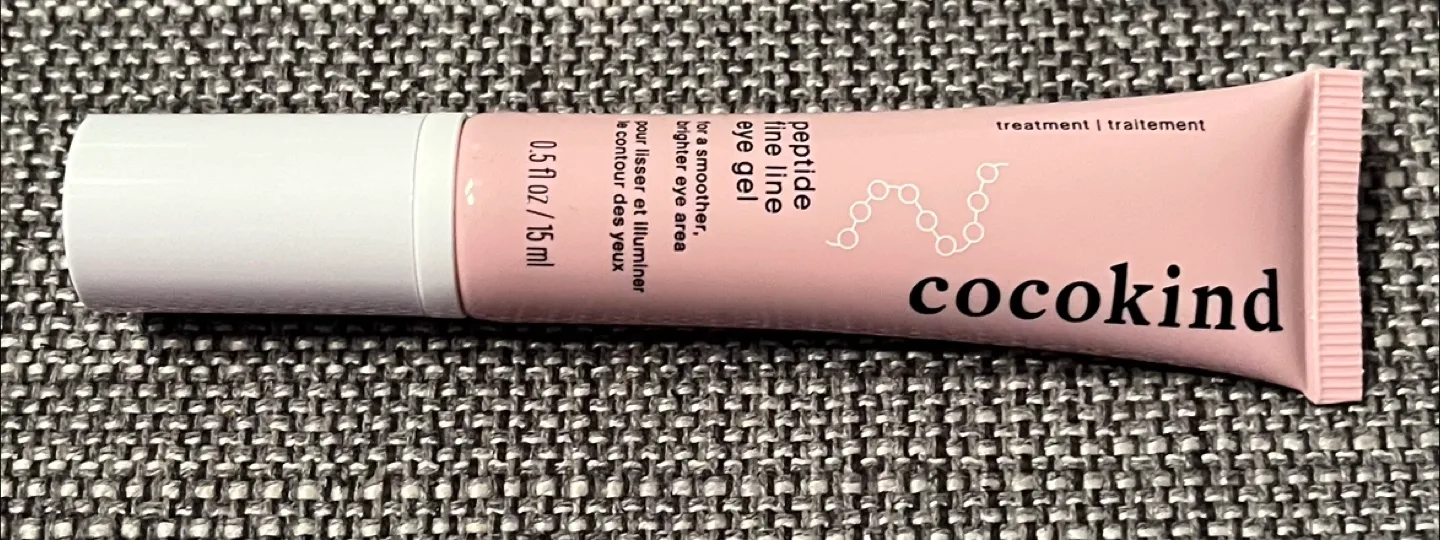 treatment | traitement
cocokind
peptide
line line
eye gel
for a smoother,
brighter eye area
pour lisser et illuminer
le contour des yeux
0.5 fl oz / 15 ml